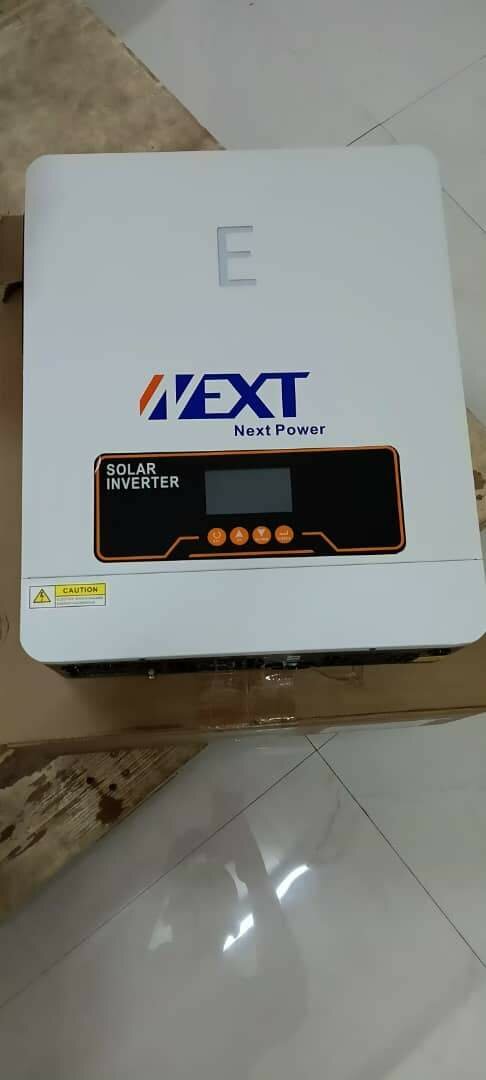 E
NEXT
Next Power
SOLAR
INVERTER
CAUTION